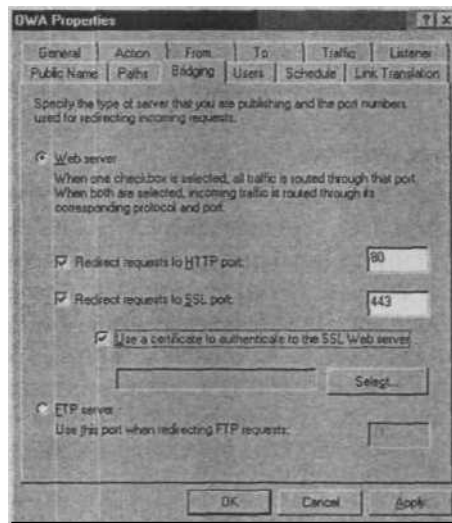 OWA Properties
General Action From To Traffic Listener
Public Name Paths Bridging Users Schedule Link Translation
Specify the type of server that you are publishing and the port numbers
used for redirecting incoming requests.
Web server
When one checkbox is selected, all traffic is routed through that port.
When both are selected, incoming traffic is routed through its
corresponding protocol and port.
Redirect requests to HTTP port: 80
Redirect requests to SSL port: 443
Use a certificate to authenticate to the SSL Web server
Select...
FTP server
Use this port when redirecting FTP requests:
OK Cancel Apply